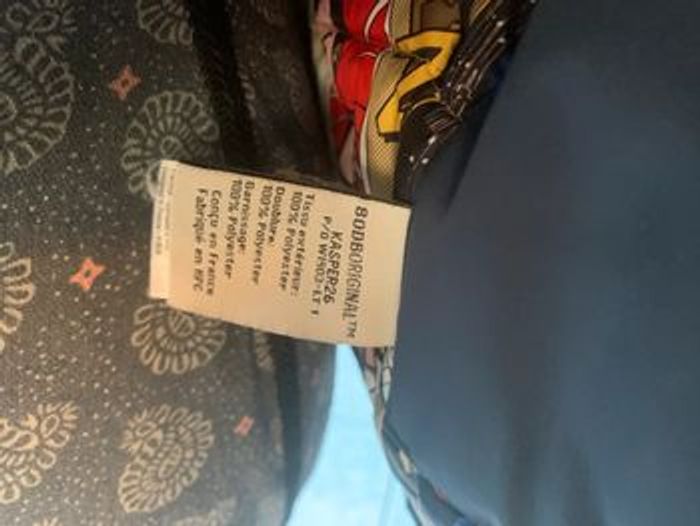 80DBORIGINAL™
KASPER26
P/O W1903-LT 1
Tissu extérieur:
100% Polyester
Doublure:
100% Polyester
Garnissage:
100% Polyester
Conçu en France
Fabriqué en RPC